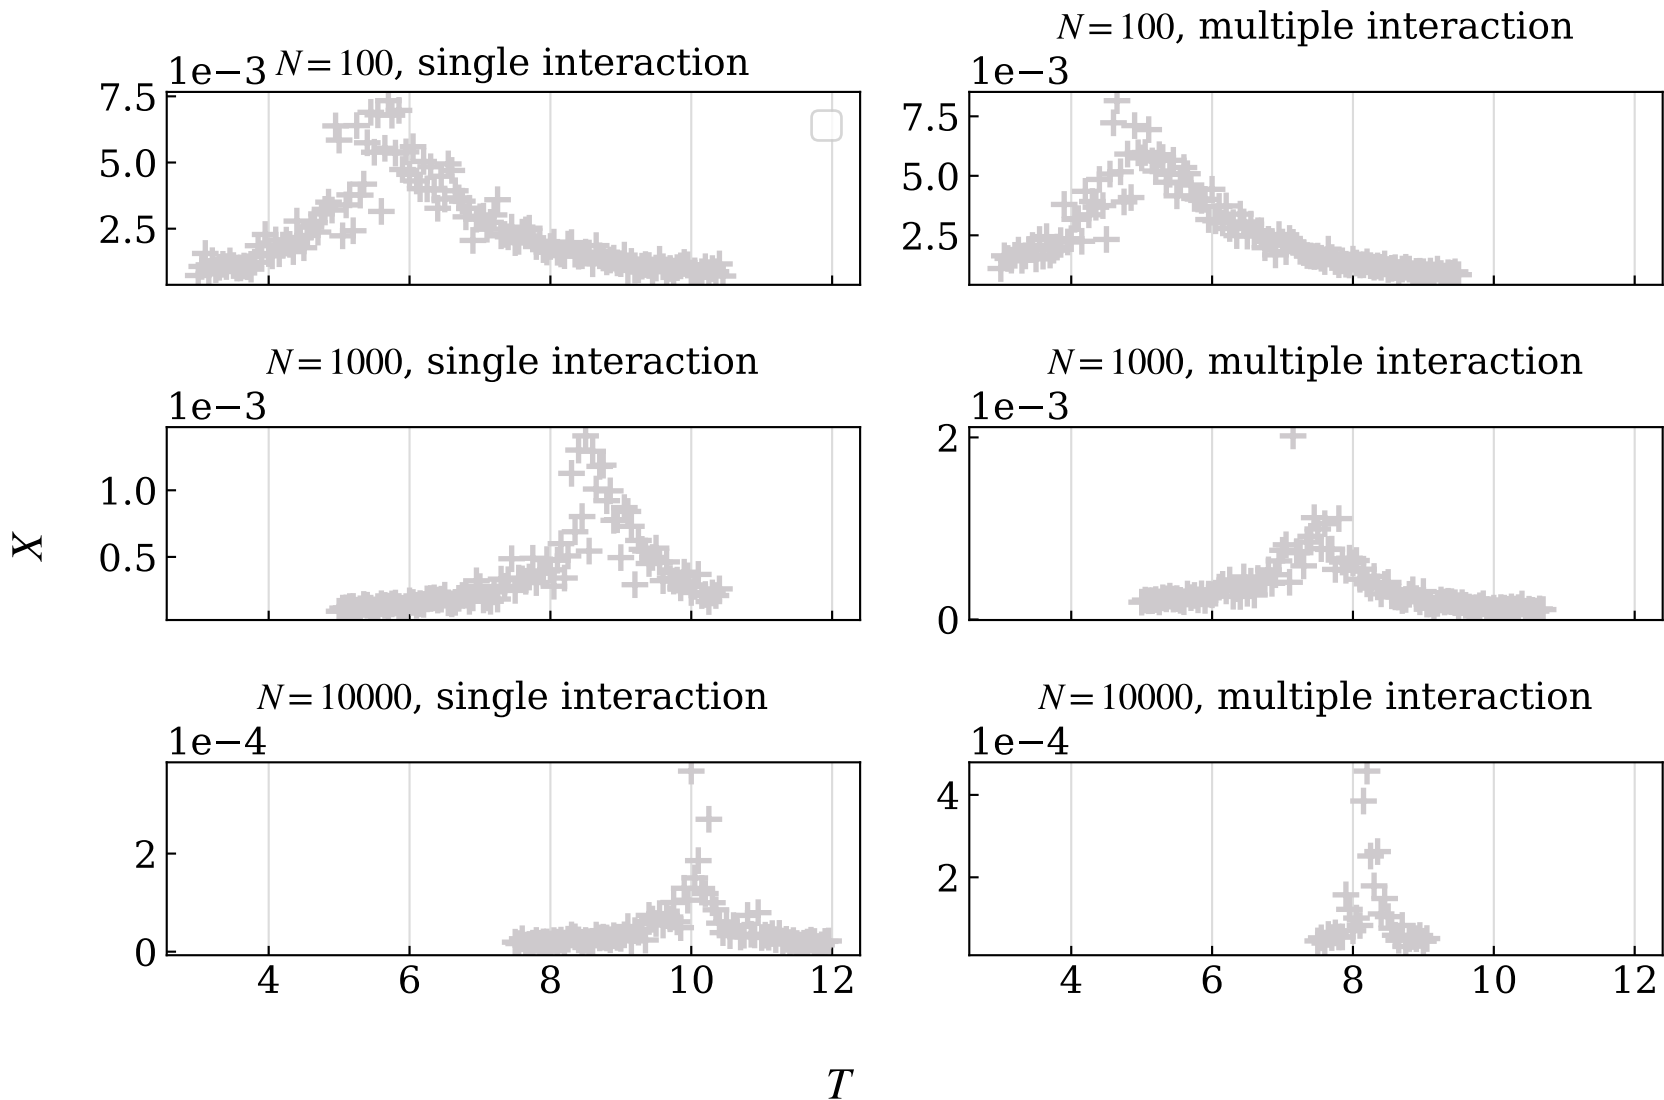 N=100, single interaction
1e−3
7.5
5.0
2.5
N=100, multiple interaction
1e−3
7.5
5.0
2.5
N=1000, single interaction
1e−3
1.0
0.5
N=1000, multiple interaction
1e−3
2
0
X
N=10000, single interaction
1e−4
2
0
4 6 8 10 12
N=10000, multiple interaction
1e−4
4
2
4 6 8 10 12
T